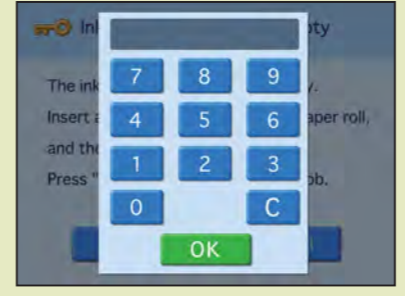 Ink pty
The ink y.
Insert a aper roll,
and the
Press " ob.
7 8 9
4 5 6
1 2 3
0 C
OK